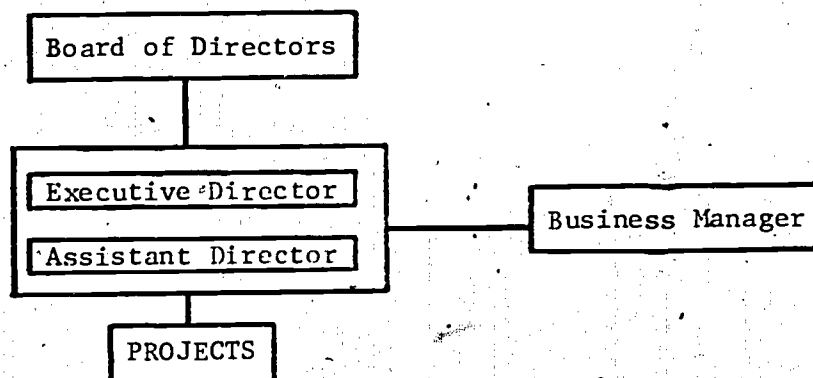 Board of Directors
Executive Director
Assistant Director
Business Manager
PROJECTS